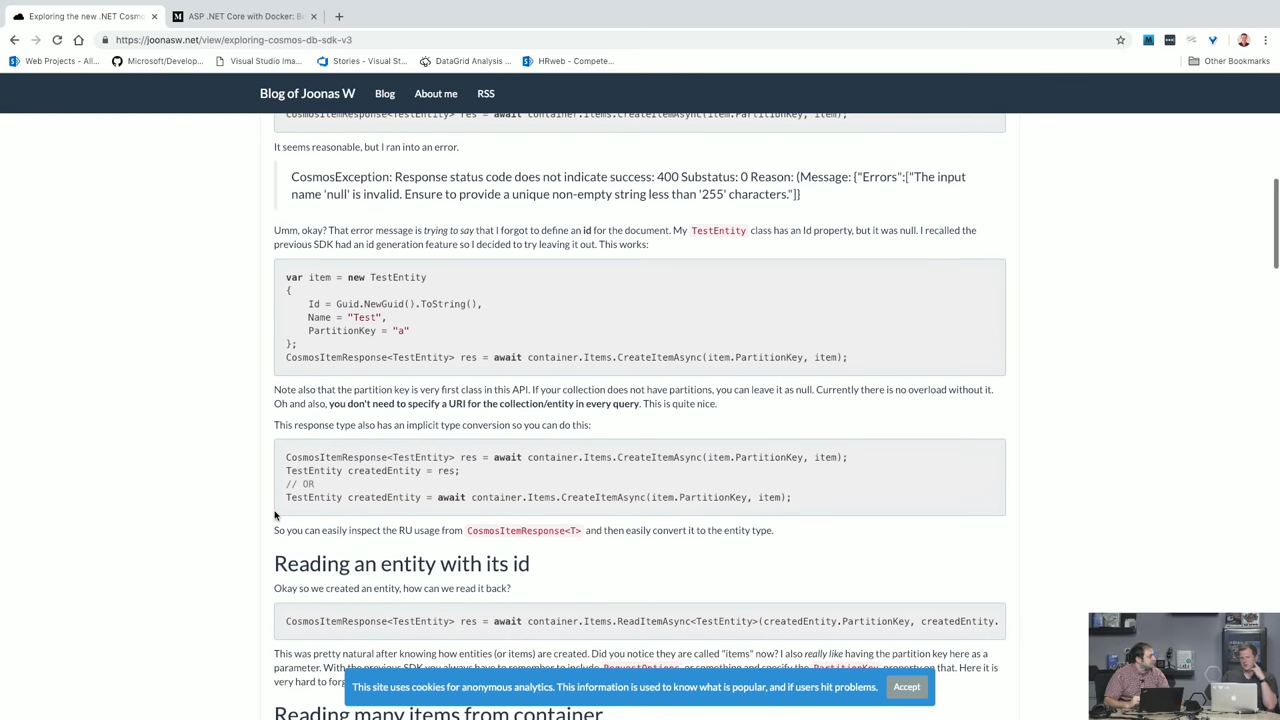 Exploring the new .NET Cosmo
ASP .NET Core with Docker: Be
https://joonasw.net/view/exploring-cosmos-db-sdk-v3
Web Projects - All...
Microsoft/Develop...
Visual Studio Ima...
Stories - Visual St...
DataGrid Analysis ...
HRweb - Compete...
Other Bookmarks
Blog of Joonas W
Blog
About me
RSS
CosmosItemResponse<TestEntity> res = await container.Items.CreateItemAsync(item.PartitionKey, item);
It seems reasonable, but I ran into an error.
CosmosException: Response status code does not indicate success: 400 Substatus: 0 Reason: (Message: {"Errors":["The input
name 'null' is invalid. Ensure to provide a unique non-empty string less than '255' characters."]}
Umm, okay? That error message is trying to say that I forgot to define an id for the document. My TestEntity class has an Id property, but it was null. I recalled the
previous SDK had an id generation feature so I decided to try leaving it out. This works:
var item = new TestEntity
{
Id = Guid.NewGuid().ToString(),
Name = "Test",
PartitionKey = "a"
};
CosmosItemResponse<TestEntity> res = await container.Items.CreateItemAsync(item.PartitionKey, item);
Note also that the partition key is very first class in this API. If your collection does not have partitions, you can leave it as null. Currently there is no overload without it.
Oh and also, you don't need to specify a URI for the collection/entity in every query. This is quite nice.
This response type also has an implicit type conversion so you can do this:
CosmosItemResponse<TestEntity> res = await container.Items.CreateItemAsync(item.PartitionKey, item);
TestEntity createdEntity = res;
// OR
TestEntity createdEntity = await container.Items.CreateItemAsync(item.PartitionKey, item);
So you can easily inspect the RU usage from CosmosItemResponse<T> and then easily convert it to the entity type.
Reading an entity with its id
Okay so we created an entity, how can we read it back?
CosmosItemResponse<TestEntity> res = await container.Items.ReadItemAsync<TestEntity>(createdEntity.PartitionKey, createdEntity.
This was pretty natural after knowing how entities (or items) are created. Did you notice they are called "items" now? I also really like having the partition key here as a
parameter. With the previous SDK you always have to remember to include RequestOptions or something and specify the PartitionKey property on that. Here it is
very hard to forg
This site uses cookies for anonymous analytics. This information is used to know what is popular, and if users hit problems.
Accept
Reading many items from container